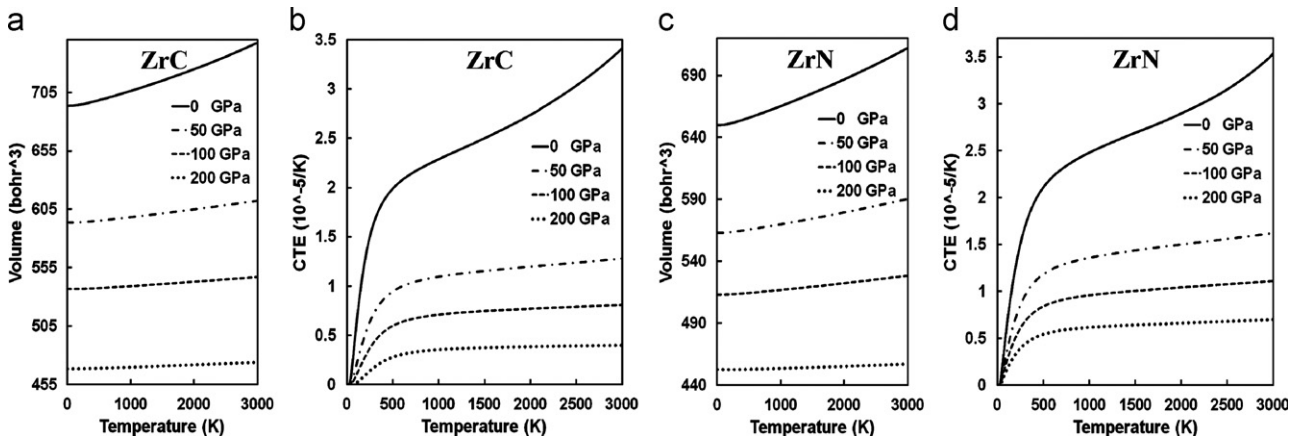 a
ZrC
0 GPa
50 GPa
100 GPa
200 GPa
Volume (bohr^3)
705
655
605
555
505
455
0 1000 2000 3000
Temperature (K)
b
ZrC
0 GPa
50 GPa
100 GPa
200 GPa
CTE (10^-5/K)
3.5
3
2.5
2
1.5
1
0.5
0
0 500 1000 1500 2000 2500 3000
Temperature (K)
c
ZrN
0 GPa
50 GPa
100 GPa
200 GPa
Volume (bohr^3)
690
640
590
540
490
440
0 1000 2000 3000
Temperature (K)
d
ZrN
0 GPa
50 GPa
100 GPa
200 GPa
CTE (10^-5/K)
3.5
3
2.5
2
1.5
1
0.5
0
0 500 1000 1500 2000 2500 3000
Temperature (K)